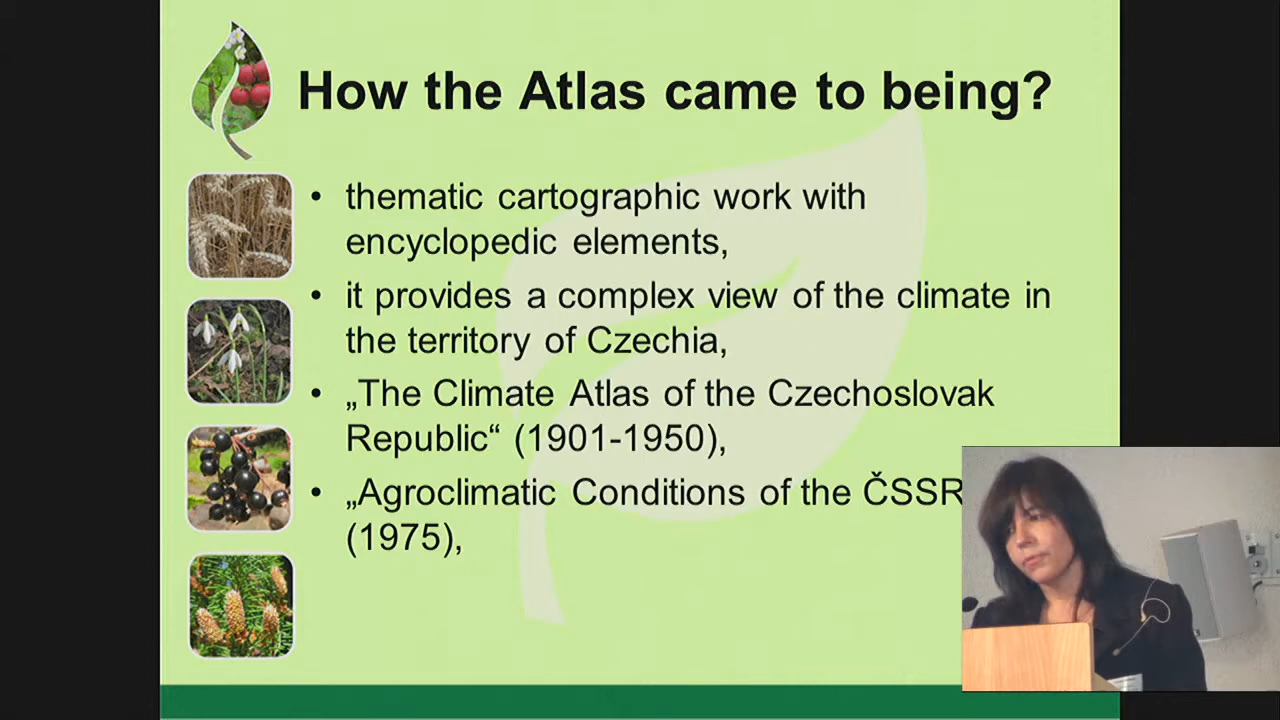 How the Atlas came to being?
• thematic cartographic work with
encyclopedic elements,
• it provides a complex view of the climate in
the territory of Czechia,
• „The Climate Atlas of the Czechoslovak
Republic“ (1901-1950),
• „Agroclimatic Conditions of the ČSSR
(1975),